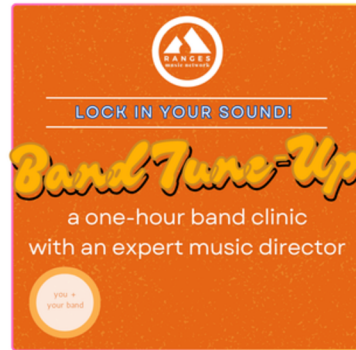 RANGES
music network
LOCK IN YOUR SOUND!
Band Tune-Up
a one-hour band clinic
with an expert music director
you +
your band